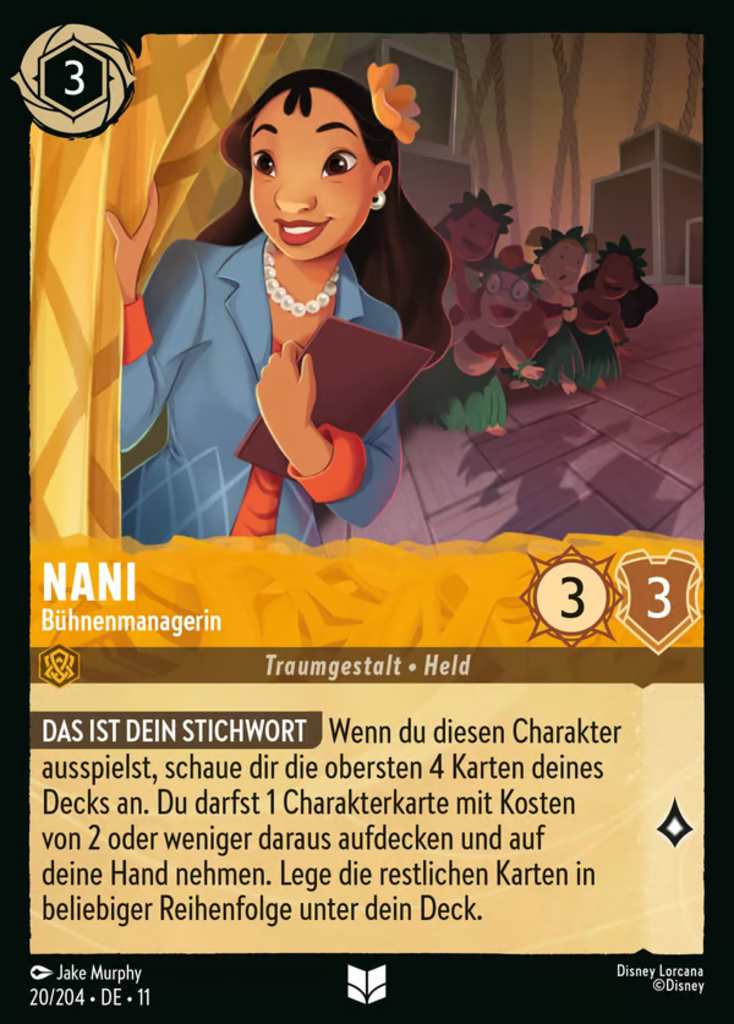 3
NANI
Bühnenmanagerin
3 3
Traumgestalt • Held
DAS IST DEIN STICHWORT Wenn du diesen Charakter
ausspielst, schaue dir die obersten 4 Karten deines
Decks an. Du darfst 1 Charakterkarte mit Kosten
von 2 oder weniger daraus aufdecken und auf
deine Hand nehmen. Lege die restlichen Karten in
beliebiger Reihenfolge unter dein Deck.
Jake Murphy
20/204 • DE • 11
Disney Lorcana
©Disney